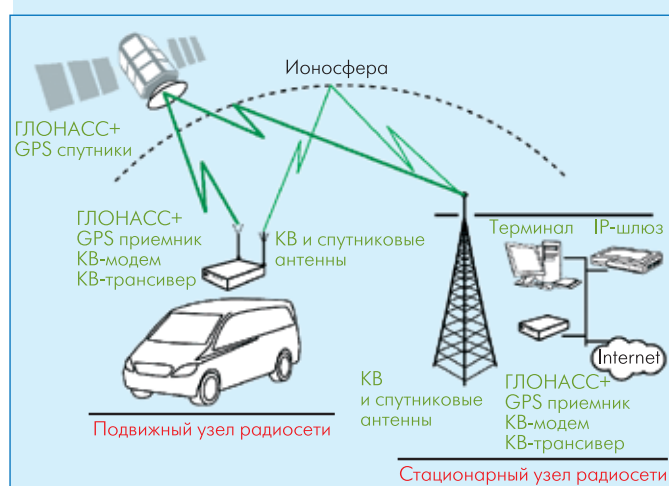 Ионосфера
ГЛОНАСС+
GPS спутники
ГЛОНАСС+
GPS приемник
КВ-модем
КВ-трансивер
КВ и спутниковые
антенны
Терминал
IP-шлюз
Internet
КВ
и спутниковые
антенны
ГЛОНАСС+
GPS приемник
КВ-модем
КВ-трансивер
Подвижный узел радиосети
Стационарный узел радиосети